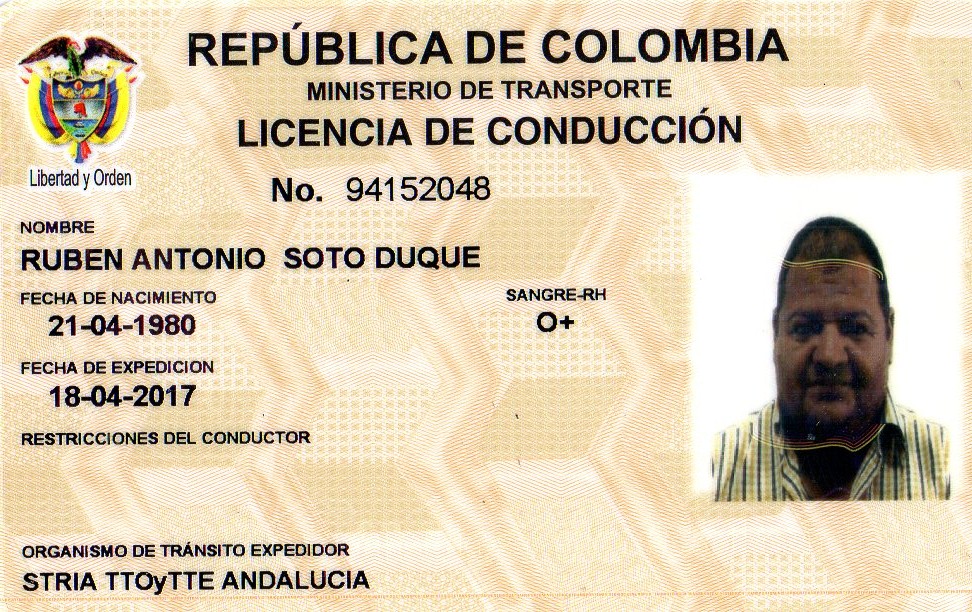 REPÚBLICA DE COLOMBIA
MINISTERIO DE TRANSPORTE
LICENCIA DE CONDUCCIÓN
Libertad y Orden
No. 94152048
NOMBRE
RUBEN ANTONIO SOTO DUQUE
FECHA DE NACIMIENTO
21-04-1980
SANGRE-RH
O+
FECHA DE EXPEDICION
18-04-2017
RESTRICCIONES DEL CONDUCTOR
ORGANISMO DE TRÁNSITO EXPEDIDOR
STRIA TTOyTTE ANDALUCIA